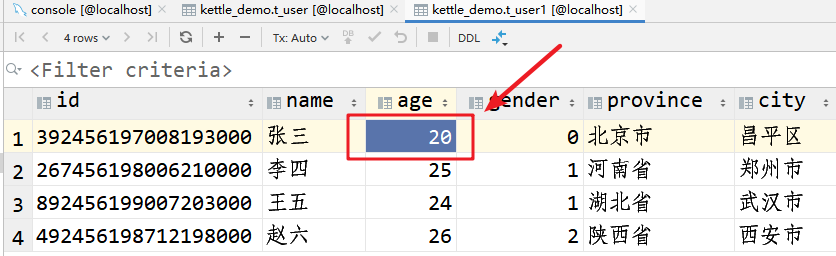 console [@localhost] kettle_demo.t_user [@localhost] kettle_demo.t_user1 [@localhost]
4 rows Tx: Auto DB DDL
<Filter criteria>
id name age gender province city
1 392456197008193000 张三 20 0 北京市 昌平区
2 267456198006210000 李四 25 1 河南省 郑州市
3 892456199007203000 王五 24 1 湖北省 武汉市
4 492456198712198000 赵六 26 2 陕西省 西安市